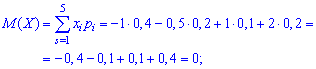 M(X) = \sum_{s=1}^{5} x_i p_i = -1·0,4-0,5·0,2+1·0,1+2·0,2=
=-0,4-0,1+0,1+0,4=0;